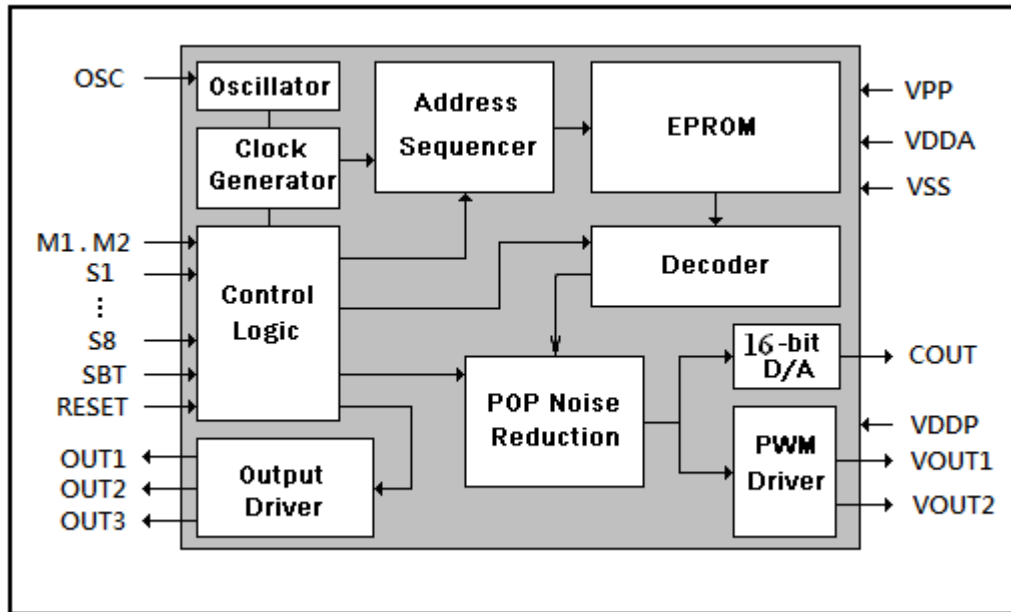 OSC
Oscillator
Clock
Generator
Address
Sequencer
EPROM
VPP
VDDA
VSS
M1 . M2
S1
⋮
S8
SBT
RESET
Control
Logic
Decoder
POP Noise
Reduction
16-bit
D/A
COUT
VDDP
PWM
Driver
VOUT1
VOUT2
OUT1
OUT2
OUT3
Output
Driver